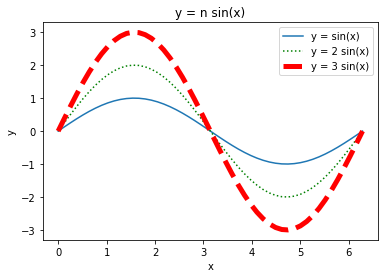 y = n sin(x)
y = sin(x)
y = 2 sin(x)
y = 3 sin(x)
3
2
1
0
−1
−2
−3
y
0 1 2 3 4 5 6
x